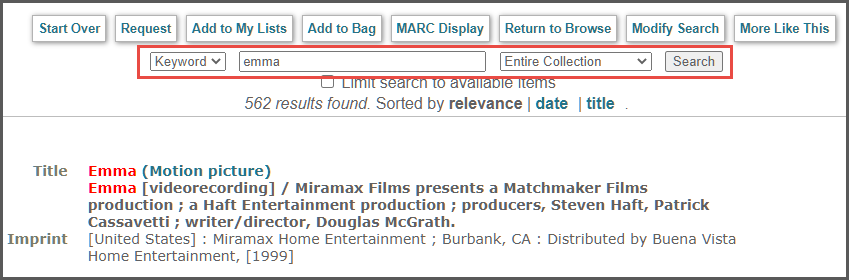 Start Over Request Add to My Lists Add to Bag MARC Display Return to Browse Modify Search More Like This
Keyword emma Entire Collection Search
Limit search to available items
562 results found. Sorted by relevance | date | title .
Title Emma (Motion picture)
Emma [videorecording] / Miramax Films presents a Matchmaker Films
production ; a Haft Entertainment production ; producers, Steven Haft, Patrick
Cassavetti ; writer/director, Douglas McGrath.
Imprint [United States] : Miramax Home Entertainment ; Burbank, CA : Distributed by Buena Vista
Home Entertainment, [1999]